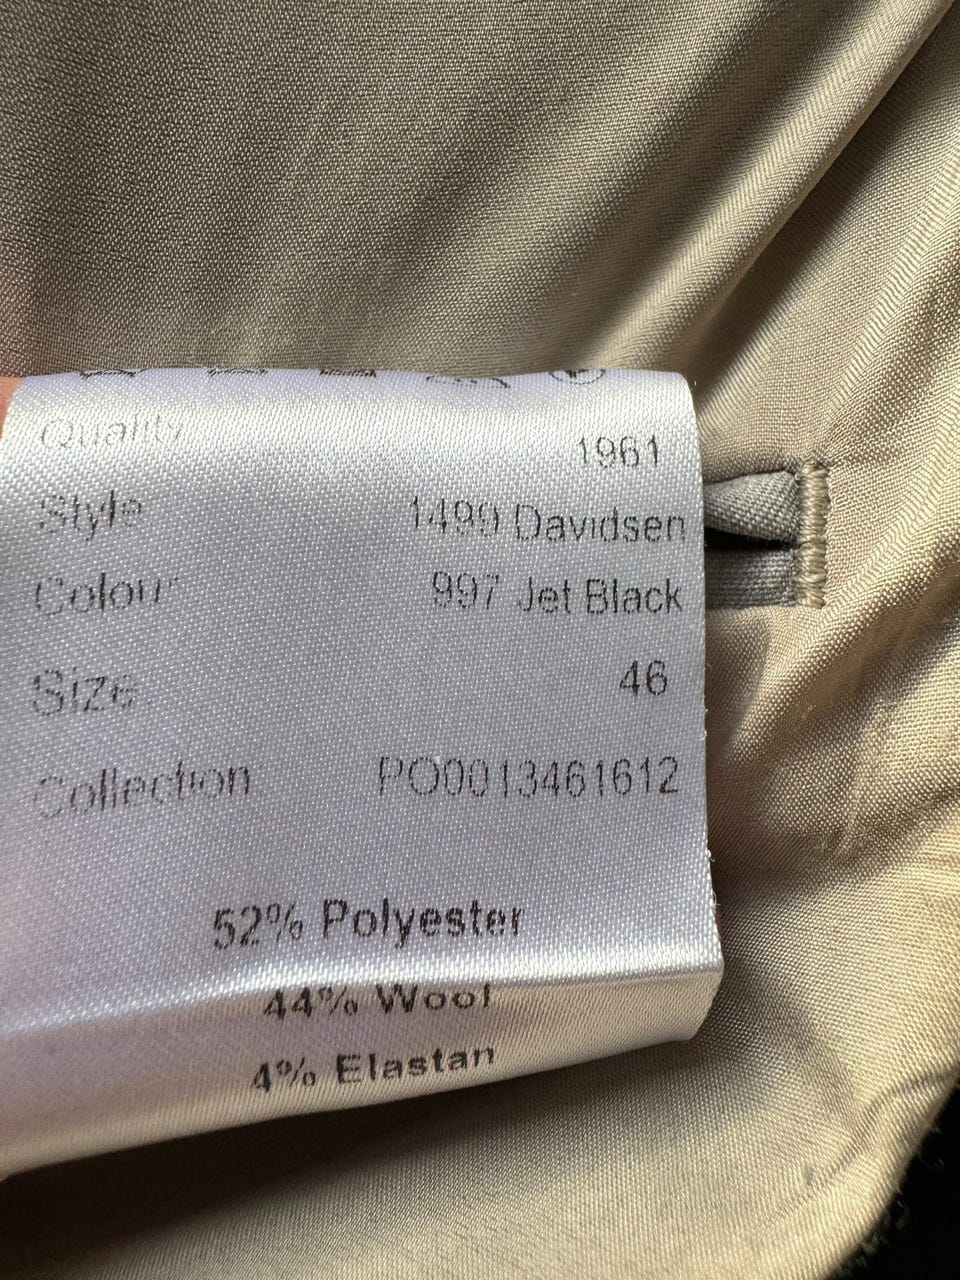 Quality 1961
Style 1499 Davidsen
Colour 997 Jet Black
Size 46
Collection PO0013461612
52% Polyester
44% Wool
4% Elastan